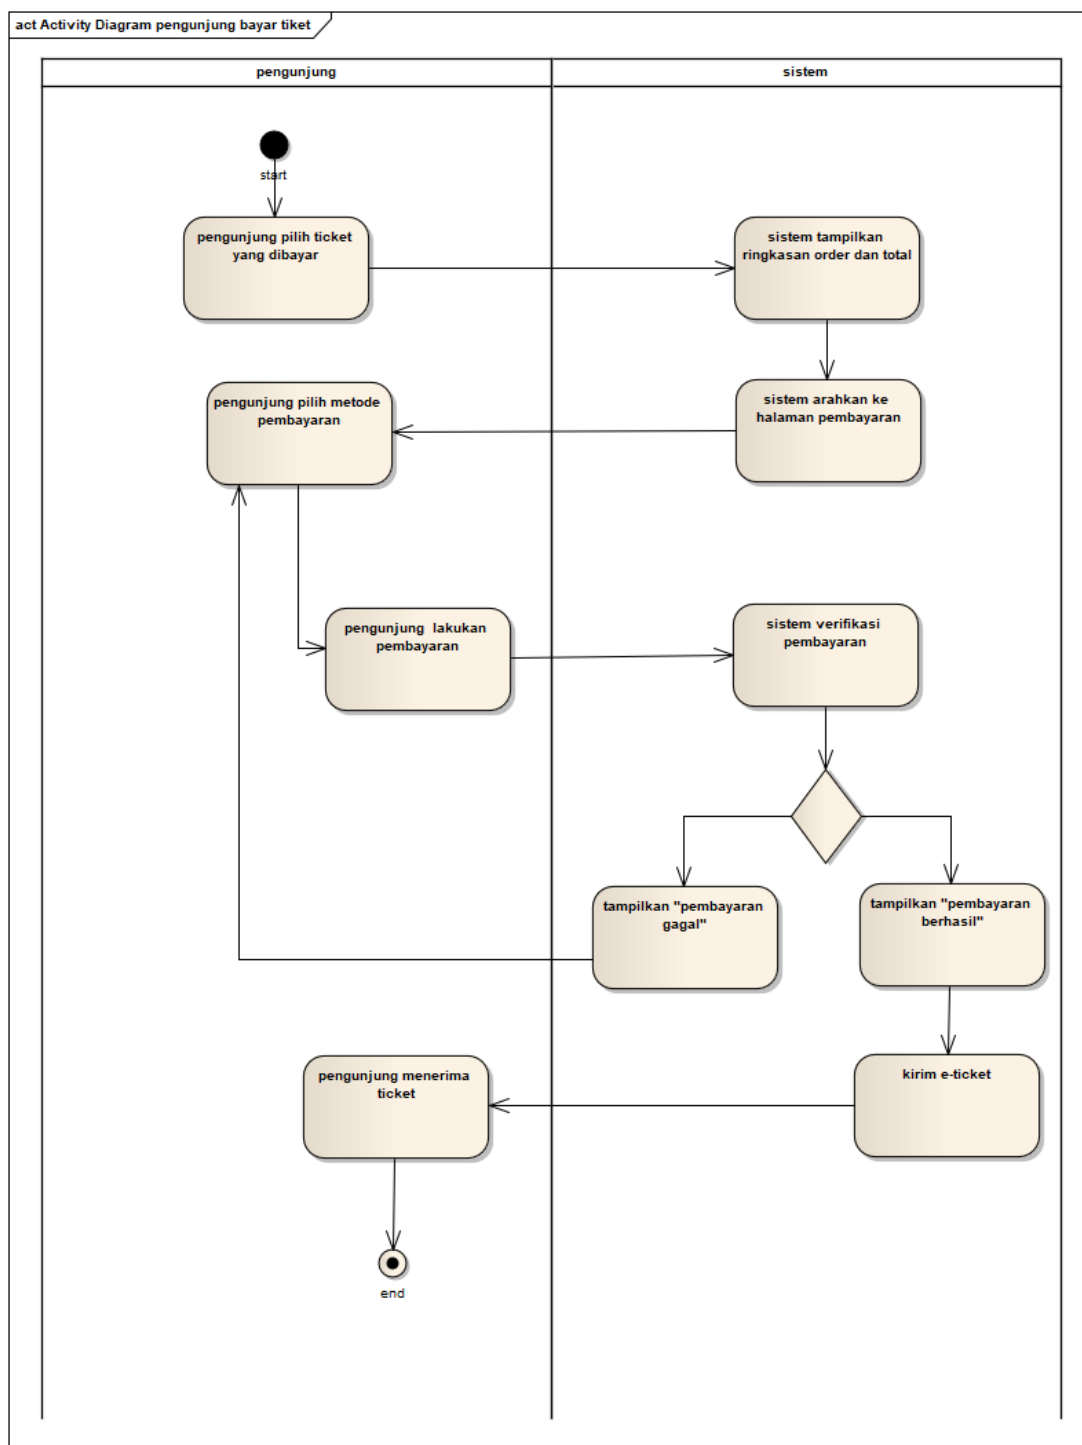 act Activity Diagram pengunjung bayar tiket
pengunjung
sistem
start
pengunjung pilih ticket
yang dibayar
sistem tampilkan
ringkasan order dan total
pengunjung pilih metode
pembayaran
sistem arahkan ke
halaman pembayaran
pengunjung lakukan
pembayaran
sistem verifikasi
pembayaran
tampilkan "pembayaran
gagal"
tampilkan "pembayaran
berhasil"
pengunjung menerima
ticket
kirim e-ticket
end